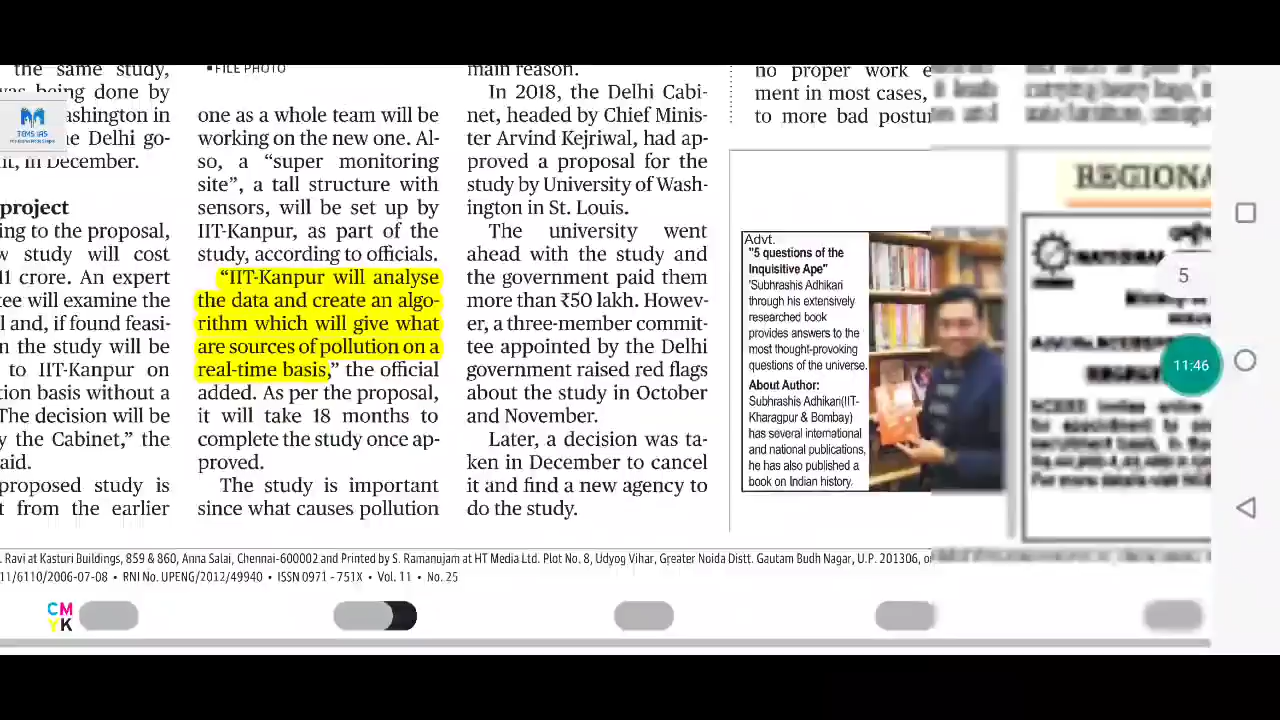 the same study,
was being done by
ashington in
he Delhi go-
nt, in December.
project
ing to the proposal,
w study will cost
11 crore. An expert
tee will examine the
l and, if found feasi-
n the study will be
to IIT-Kanpur on
tion basis without a
The decision will be
y the Cabinet,” the
aid.
proposed study is
t from the earlier
FILE PHOTO
one as a whole team will be
working on the new one. Al-
so, a “super monitoring
site”, a tall structure with
sensors, will be set up by
IIT-Kanpur, as part of the
study, according to officials.
“IIT-Kanpur will analyse
the data and create an algo-
rithm which will give what
are sources of pollution on a
real-time basis,” the official
added. As per the proposal,
it will take 18 months to
complete the study once ap-
proved.
The study is important
since what causes pollution
main reason.
In 2018, the Delhi Cabi-
net, headed by Chief Minis-
ter Arvind Kejriwal, had ap-
proved a proposal for the
study by University of Wash-
ington in St. Louis.
The university went
ahead with the study and
the government paid them
more than ₹50 lakh. Howev-
er, a three-member commit-
tee appointed by the Delhi
government raised red flags
about the study in October
and November.
Later, a decision was ta-
ken in December to cancel
it and find a new agency to
do the study.
no proper work e
ment in most cases,
to more bad postur
Advt.
"5 questions of the
Inquisitive Ape"
'Subhrashis Adhikari
through his extensively
researched book
provides answers to the
most thought-provoking
questions of the universe.
About Author:
Subhrashis Adhikari(IIT-
Kharagpur & Bombay)
has several international
and national publications,
he has also published a
book on Indian history.
REGIONA
NATIONAL
5
11:46
. Ravi at Kasturi Buildings, 859 & 860, Anna Salai, Chennai-600002 and Printed by S. Ramanujam at HT Media Ltd. Plot No. 8, Udyog Vihar, Greater Noida Distt. Gautam Budh Nagar, U.P. 201306, o
11/6110/2006-07-08 • RNI No. UPENG/2012/49940 • ISSN 0971 - 751X • Vol. 11 • No. 25
CM
YK